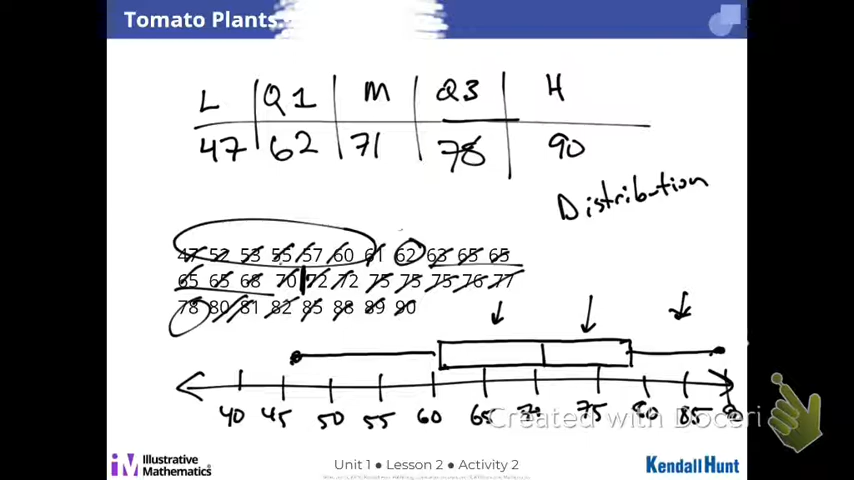 Tomato Plants
L Q1 M Q3 H
47 62 71 78 90
Distribution
47 52 53 55 57 60 61 62 63 65 65
65 65 68 70 72 72 75 75 75 76 77
78 80 81 82 85 88 89 90
40 45 50 55 60 65 70 75 80 85 90
Created with Doceri
iM Illustrative Mathematics
Unit 1 ● Lesson 2 ● Activity 2
Kendall Hunt